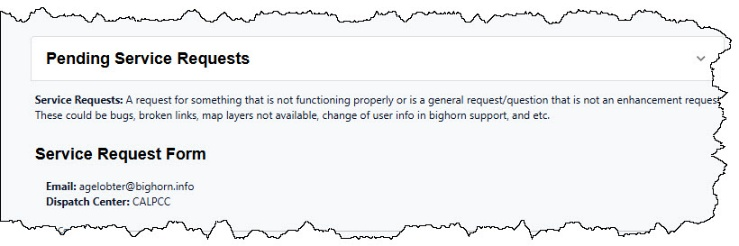 Pending Service Requests
Service Requests: A request for something that is not functioning properly or is a general request/question that is not an enhancement
These could be bugs, broken links, map layers not available, change of user info in bighorn support, and etc.
Service Request Form
Email: agelobter@bighorn.info
Dispatch Center: CALPCC